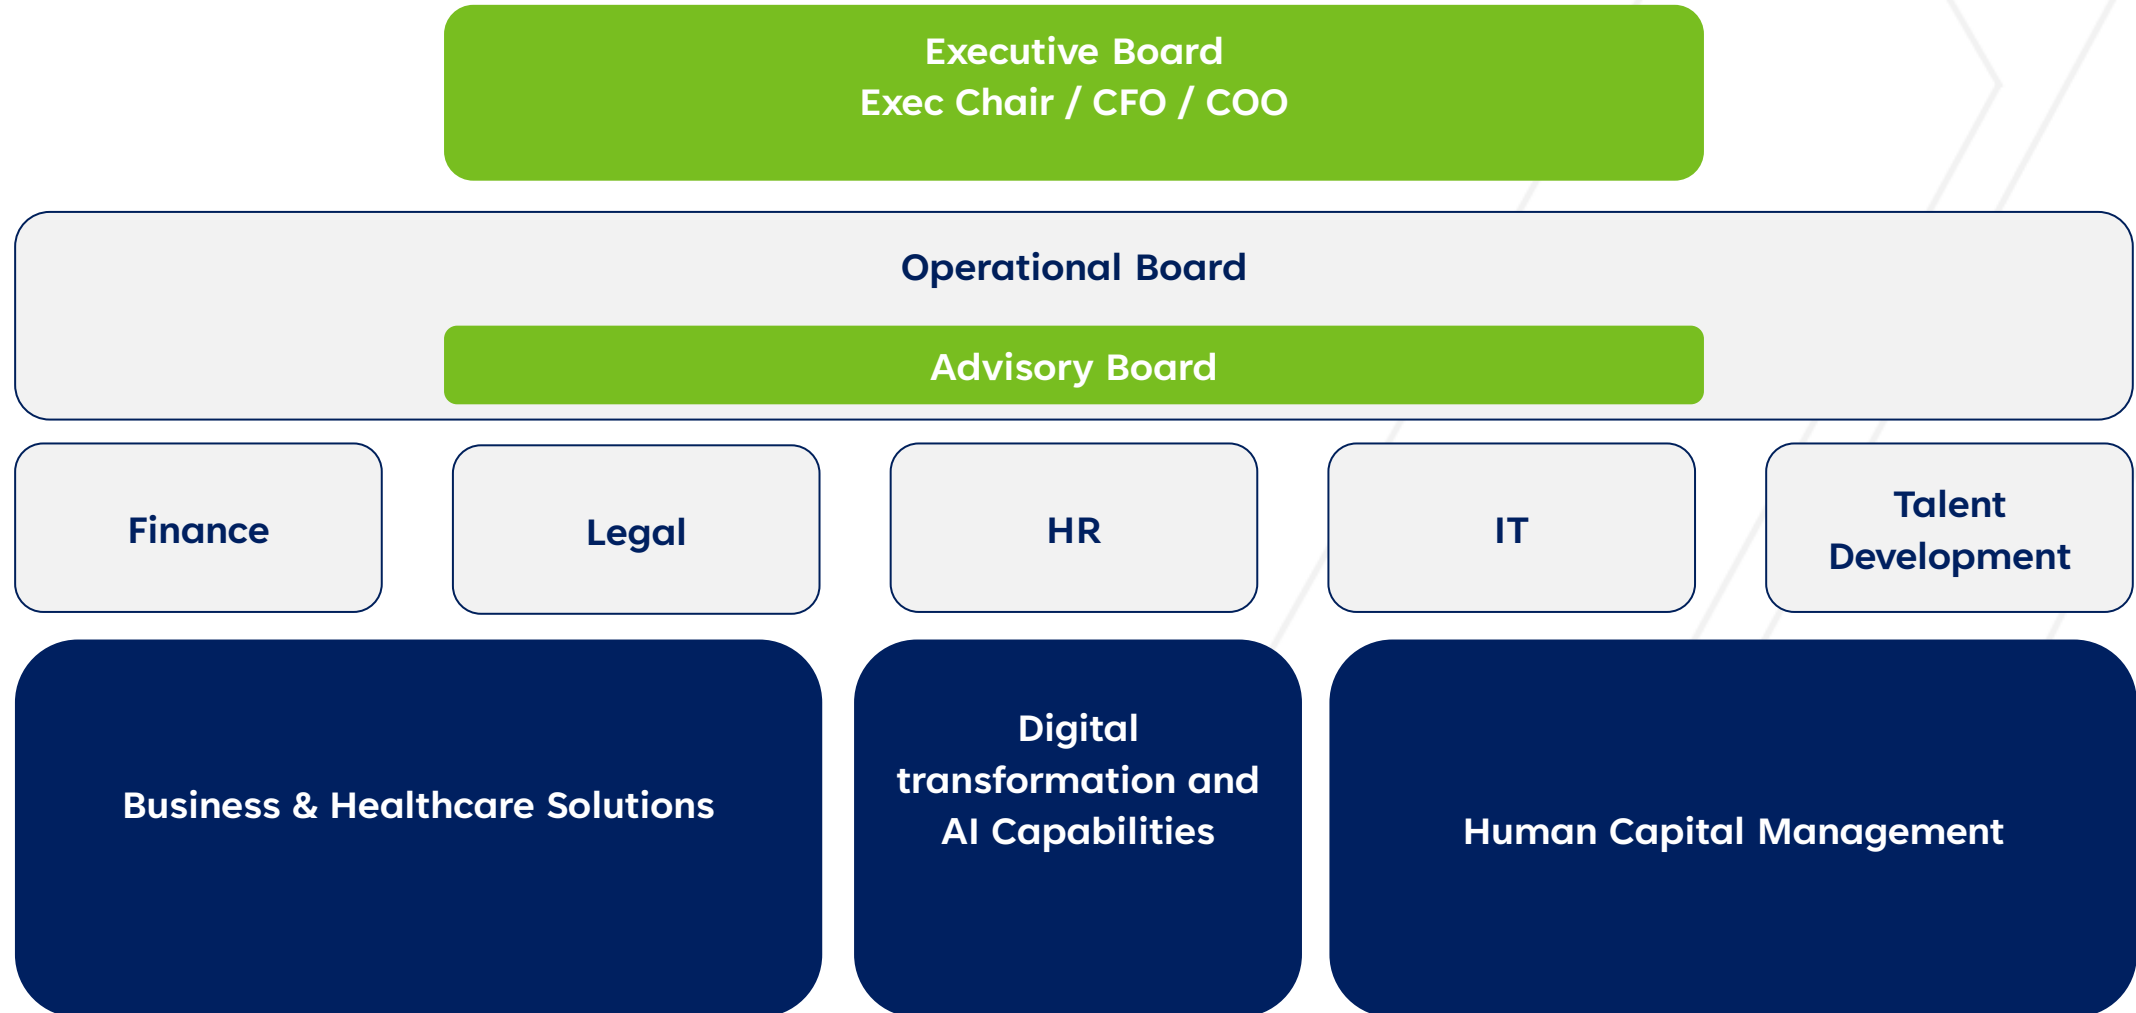 Executive Board
Exec Chair / CFO / COO
Operational Board
Advisory Board
Finance
Legal
HR
IT
Talent
Development
Business & Healthcare Solutions
Digital
transformation and
AI Capabilities
Human Capital Management